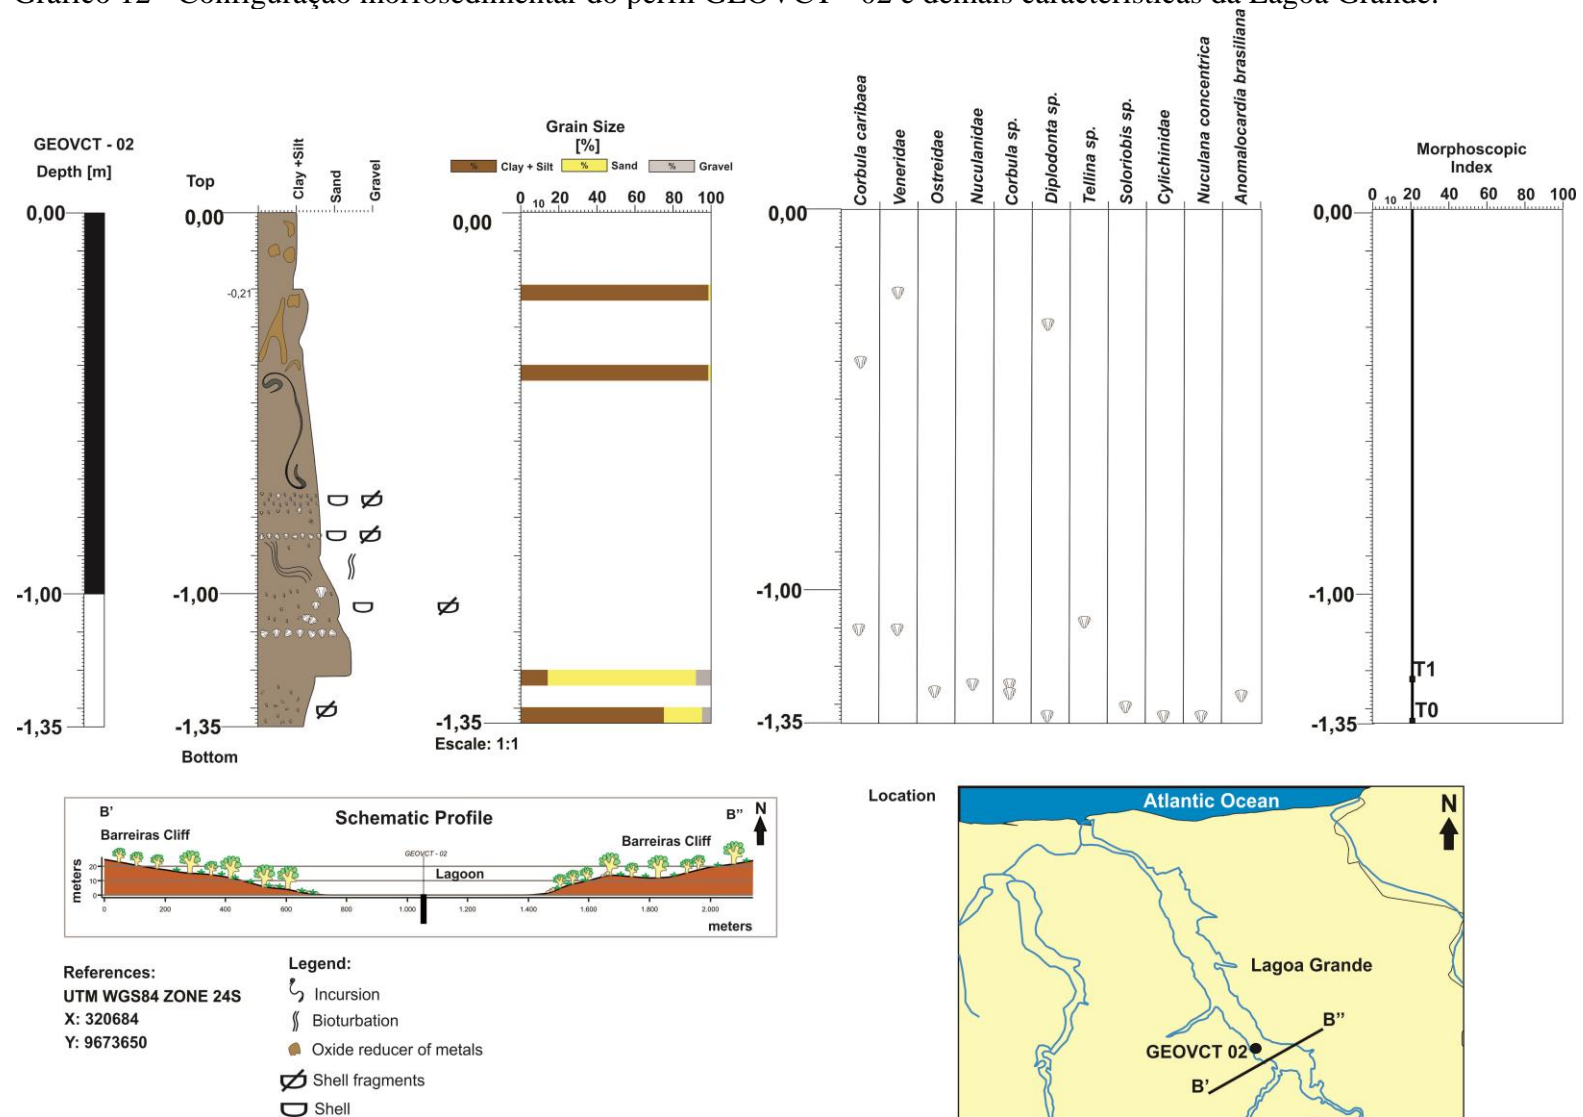 Gráfico 12 - Configuração morfosedimental do perfil GEOVCT - 02 e demais características da Lagoa Grande.
GEOVCT - 02
Depth [m]
0,00
-1,00
-1,35
Top
Clay +Silt
Sand
Gravel
0,00
-0,21
-1,00
-1,35
Bottom
Grain Size
[%]
% Clay + Silt % Sand % Gravel
0 10 20 40 60 80 100
0,00
-1,35
Escale: 1:1
Corbula caribaea
Veneridae
Ostreidae
Nuculanidae
Corbula sp.
Diplodonta sp.
Tellina sp.
Soloriobis sp.
Cylichinidae
Nuculana concentrica
Anomalocardia brasiliana
0,00
-1,00
-1,35
Morphoscopic
Index
0 10 20 40 60 80 100
0,00
-1,00
T1
T0
-1,35
B’ Schematic Profile B” N
Barreiras Cliff
Barreiras Cliff
GEOVCT - 02
Lagoon
meters
20
10
0
0 200 400 600 800 1.000 1.200 1.400 1.600 1.800 2.000
meters
References:
UTM WGS84 ZONE 24S
X: 320684
Y: 9673650
Legend:
Incursion
Bioturbation
Oxide reducer of metals
Shell fragments
Shell
Location
Atlantic Ocean
N
Lagoa Grande
B”
GEOVCT 02
B’